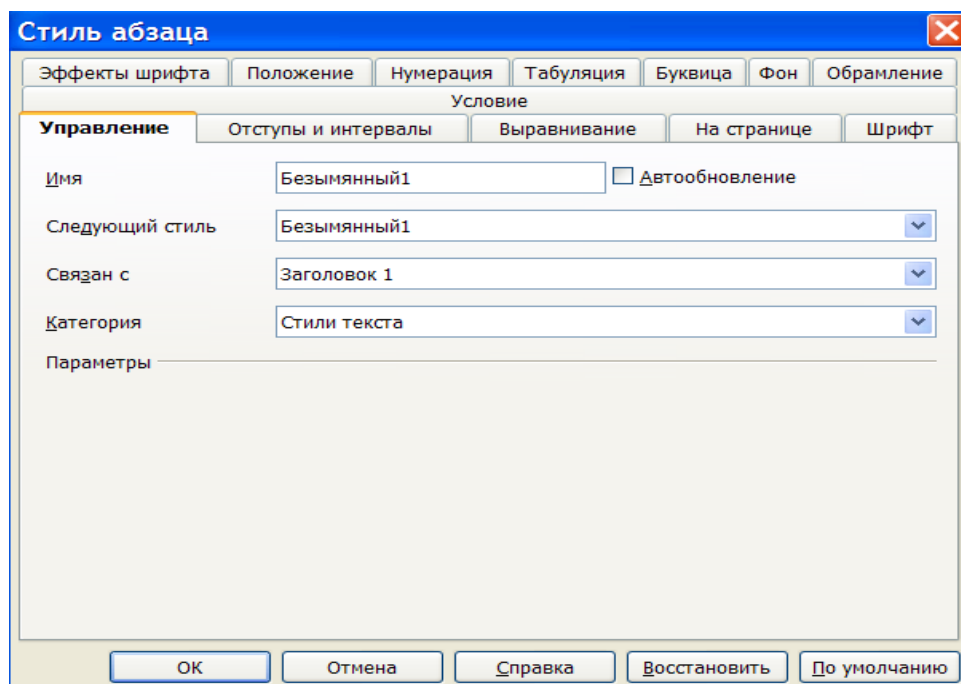 Стиль абзаца
Эффекты шрифта Положение Нумерация Табуляция Буквица Фон Обрамление
Условие
Управление Отступы и интервалы Выравнивание На странице Шрифт
Имя Безымянный1 Автообновление
Следующий стиль Безымянный1
Связан с Заголовок 1
Категория Стили текста
Параметры
ОК Отмена Справка Восстановить По умолчанию